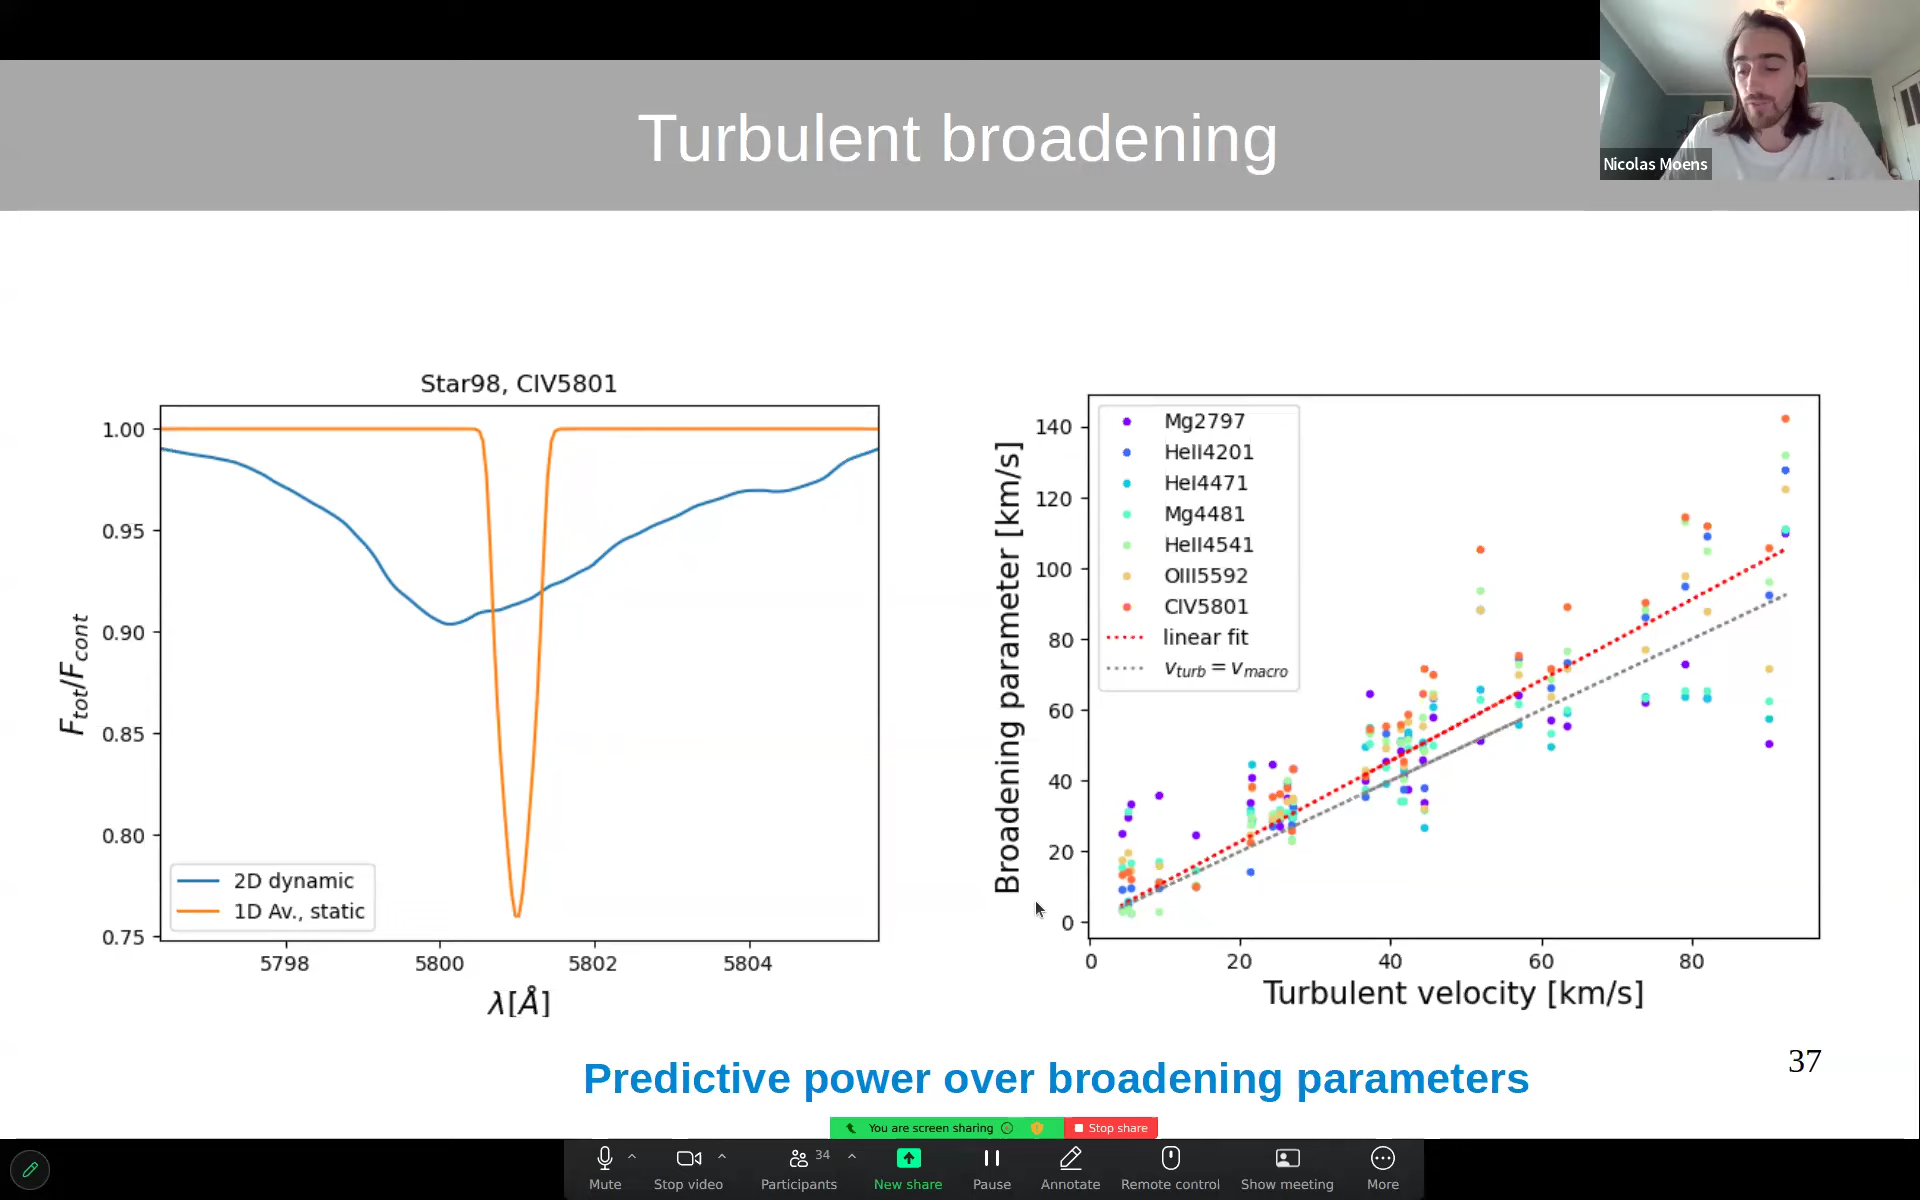 Turbulent broadening
Nicolas Moens
Star98, CIV5801
1.00
0.95
0.90
0.85
0.80
0.75
F_tot/F_cont
2D dynamic
1D Av., static
5798
5800
5802
5804
λ[Å]
Broadening parameter [km/s]
140
120
100
80
60
40
20
0
Mg2797
HeII4201
HeI4471
Mg4481
HeII4541
OIII5592
CIV5801
linear fit
v_turb = v_macro
0
20
40
60
80
Turbulent velocity [km/s]
Predictive power over broadening parameters
37
You are screen sharing
Stop share
34
Mute
Stop video
Participants
New share
Pause
Annotate
Remote control
Show meeting
More